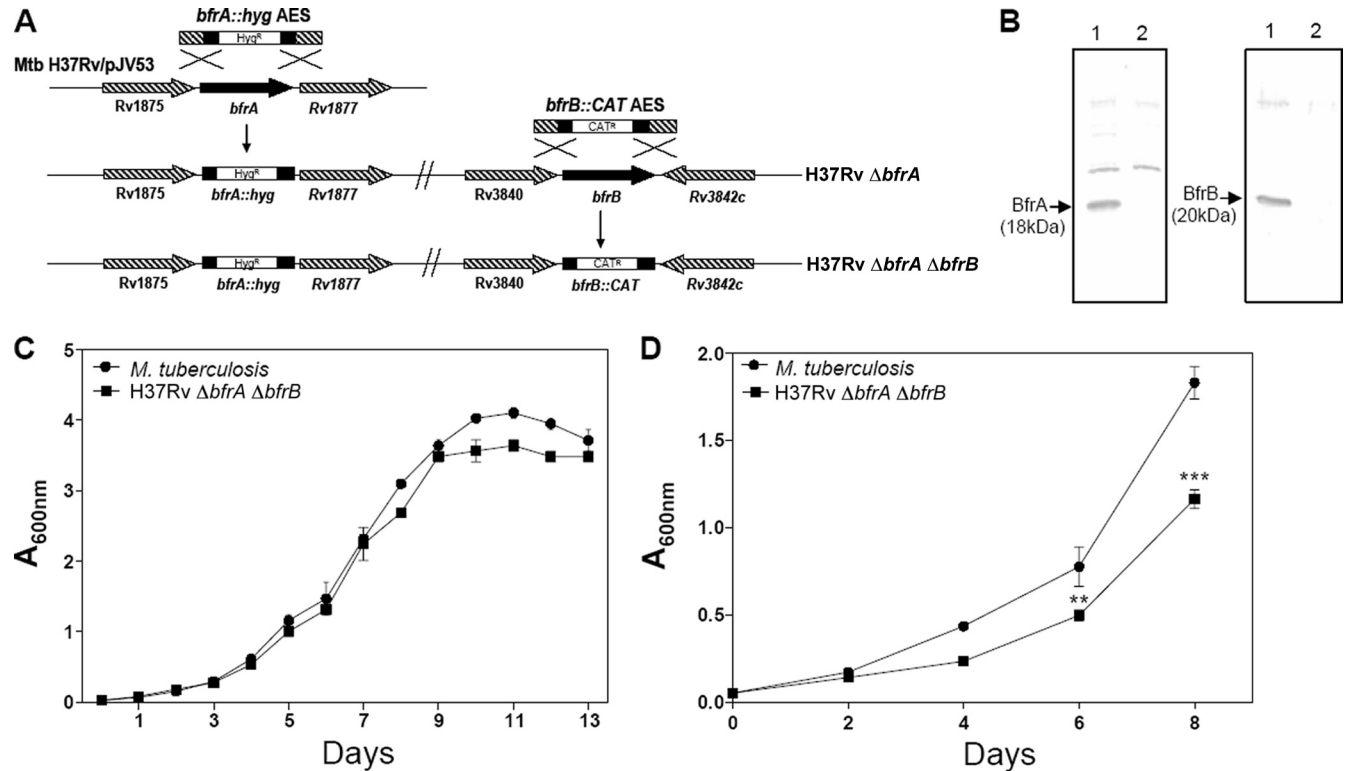 A
bfrA::hyg AES
Hygᴿ
Mtb H37Rv/pJV53
Rv1875
bfrA
Rv1877
bfrB::CAT AES
CATᴿ
Hygᴿ
H37Rv ΔbfrA
Rv1875
bfrA::hyg
Rv1877
Rv3840
bfrB
Rv3842c
Hygᴿ
CATᴿ
H37Rv ΔbfrA ΔbfrB
Rv1875
bfrA::hyg
Rv1877
Rv3840
bfrB::CAT
Rv3842c
B
1 2
1 2
BfrA
(18kDa)
BfrB
(20kDa)
C
M. tuberculosis
H37Rv ΔbfrA ΔbfrB
5
4
3
2
1
0
A600nm
1 3 5 7 9 11 13
Days
D
M. tuberculosis
H37Rv ΔbfrA ΔbfrB
2.0
1.5
1.0
0.5
0.0
A600nm
**
***
0 2 4 6 8
Days